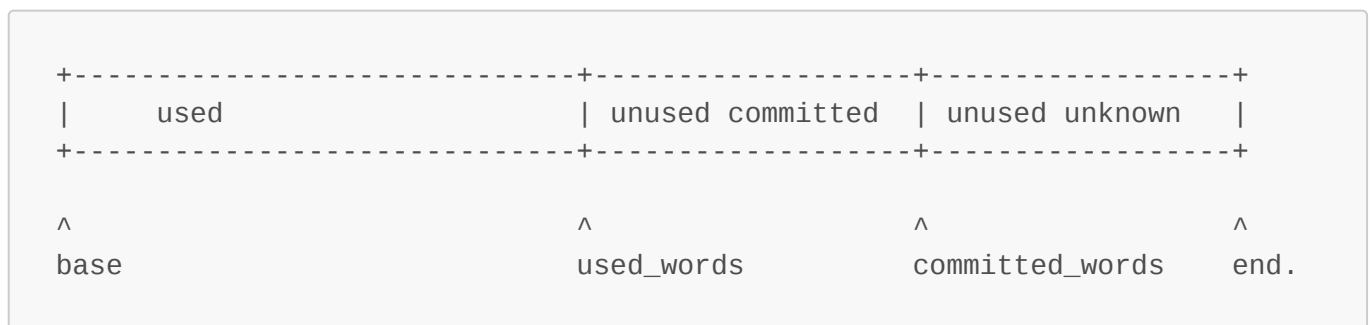 +-------------------------------+--------------------+-------------------+
|     used                      | unused committed  | unused unknown   |
+-------------------------------+--------------------+-------------------+
^                               ^                    ^                   ^
base                            used_words           committed_words    end.